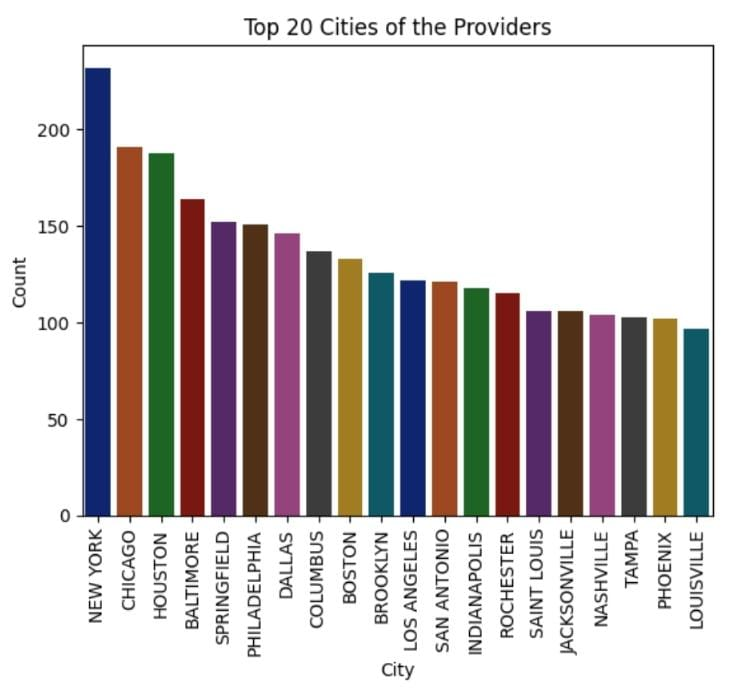 Top 20 Cities of the Providers
Count
200
150
100
50
0
NEW YORK
CHICAGO
HOUSTON
BALTIMORE
SPRINGFIELD
PHILADELPHIA
DALLAS
COLUMBUS
BOSTON
BROOKLYN
LOS ANGELES
SAN ANTONIO
INDIANAPOLIS
ROCHESTER
SAINT LOUIS
JACKSONVILLE
NASHVILLE
TAMPA
PHOENIX
LOUISVILLE
City